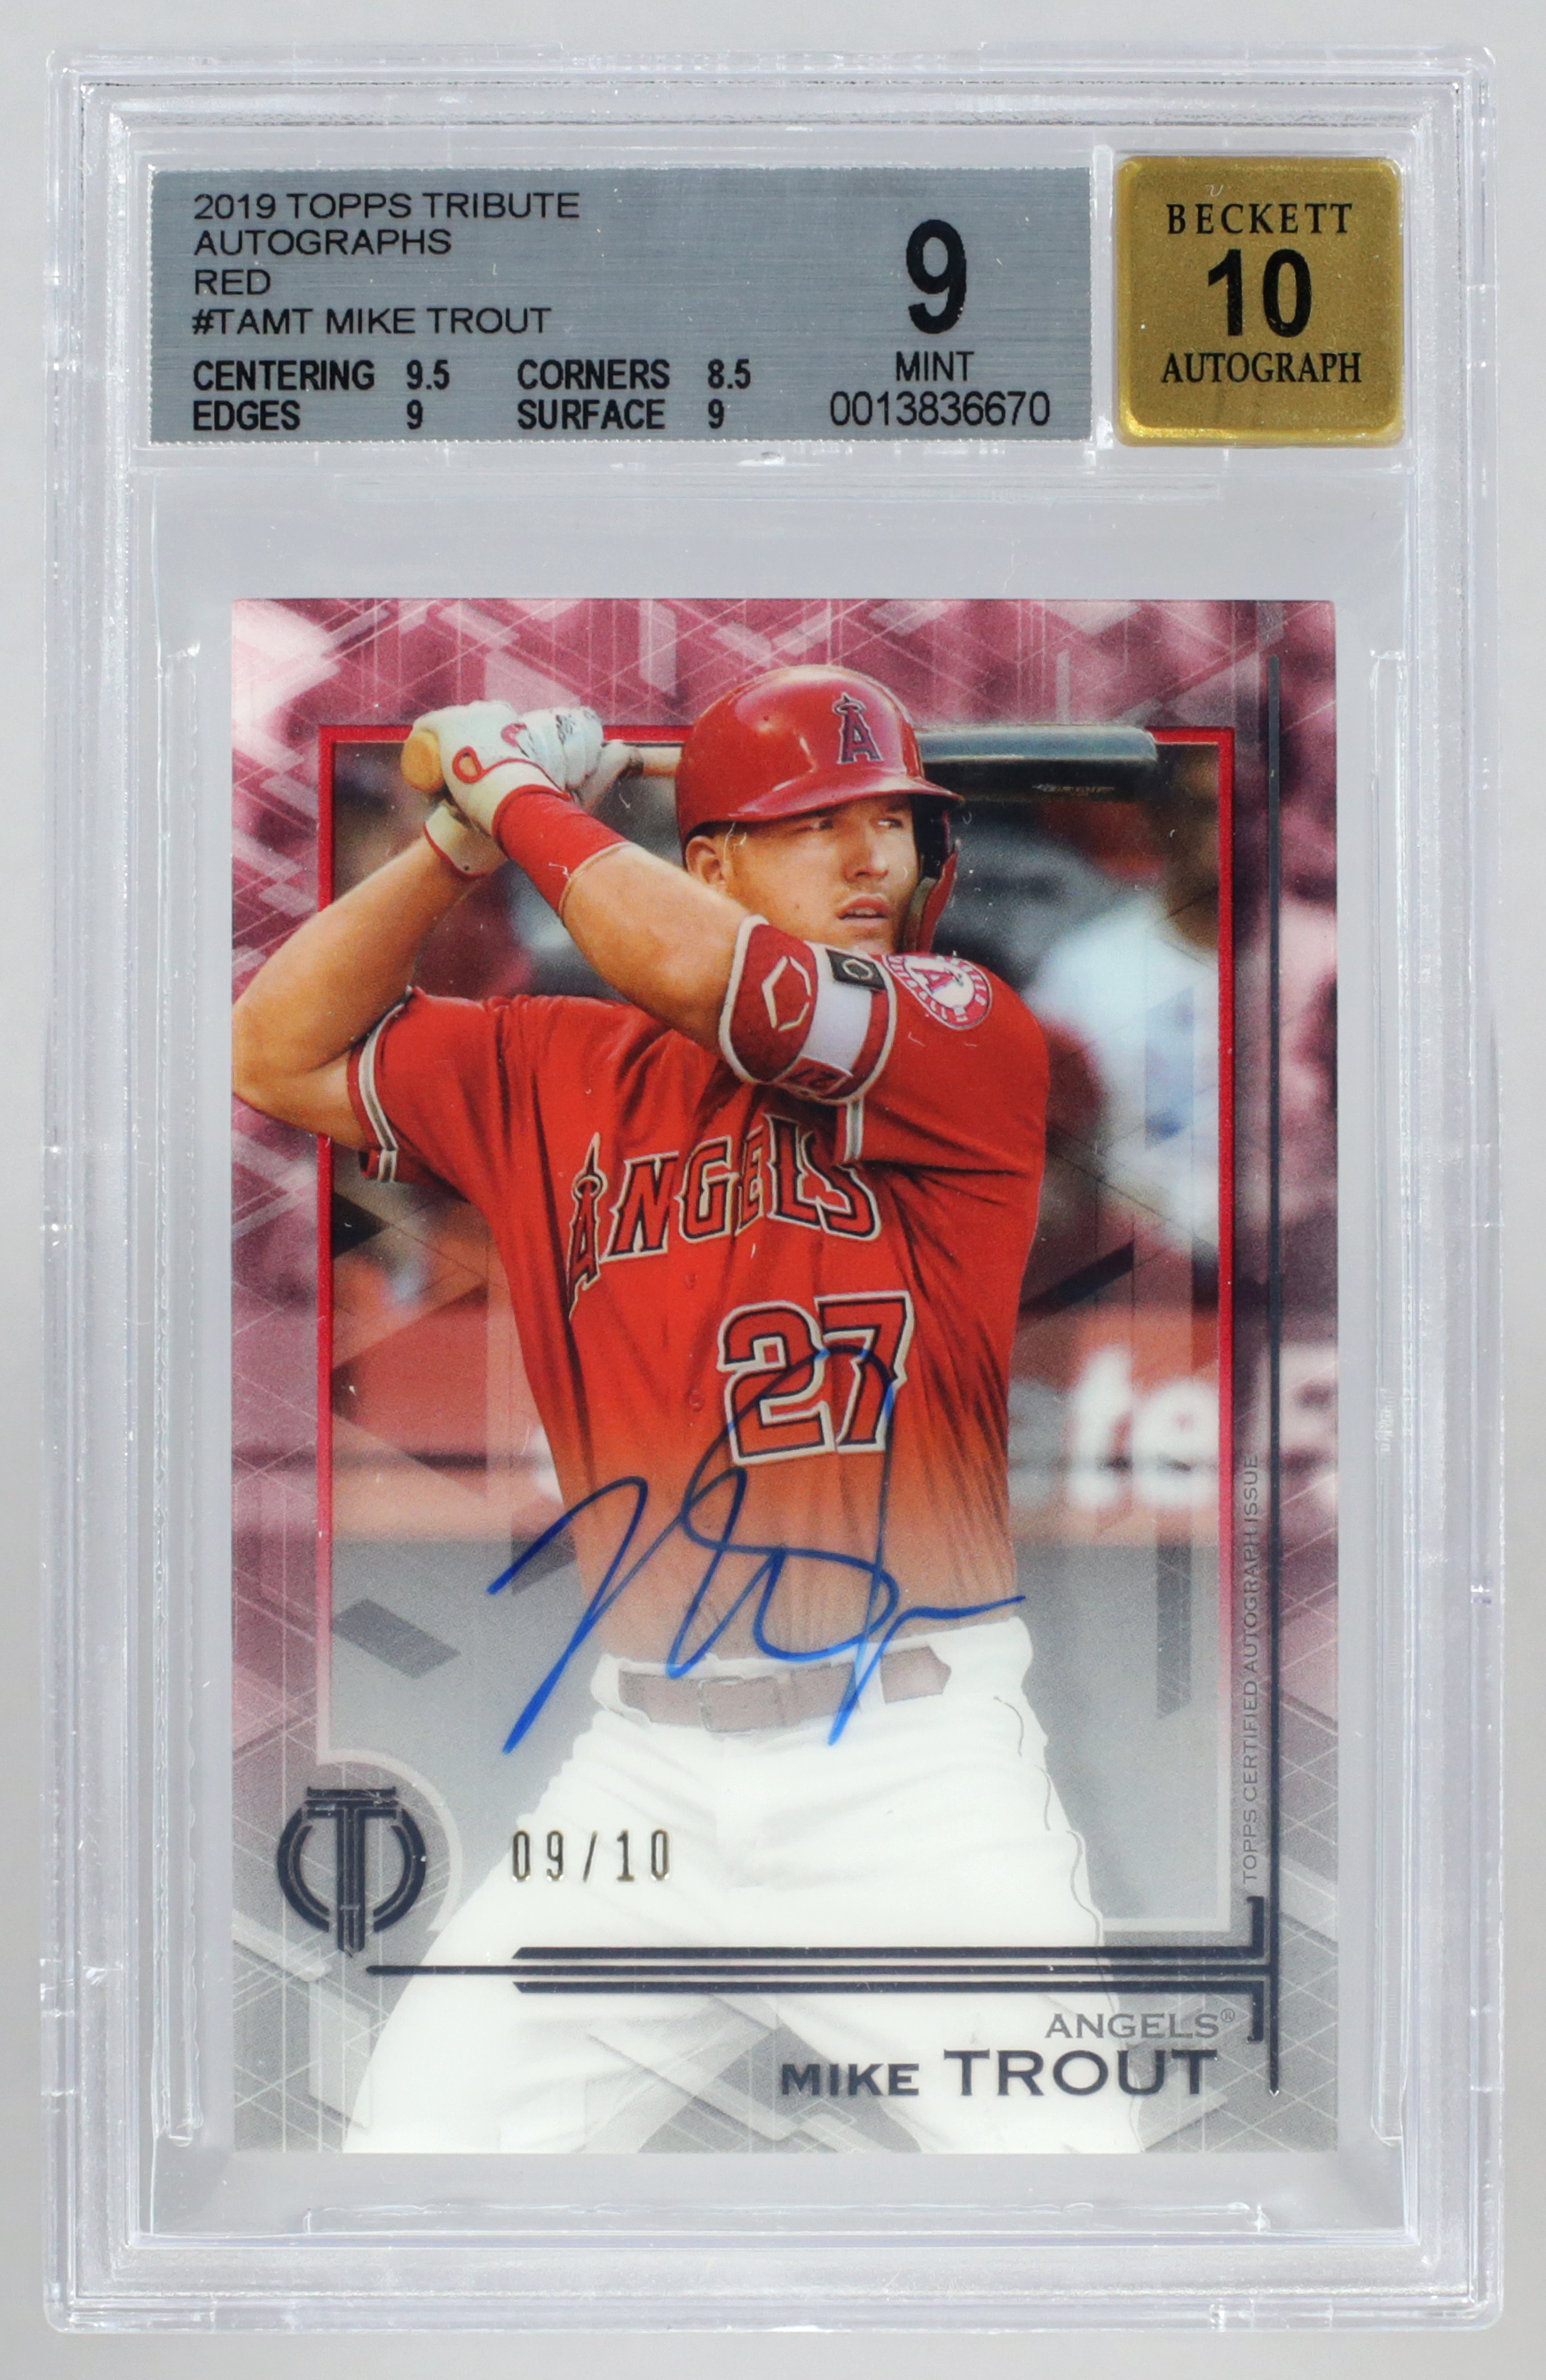 2019 TOPPS TRIBUTE
AUTOGRAPHS
RED
#TAMT MIKE TROUT
CENTERING 9.5 CORNERS 8.5
EDGES 9 SURFACE 9
9
MINT
0013836670
BECKETT
10
AUTOGRAPH
A
ANGELS
27
te
TOPPS CERTIFIED AUTOGRAPH ISSUE
09/10
ANGELS®
MIKE TROUT